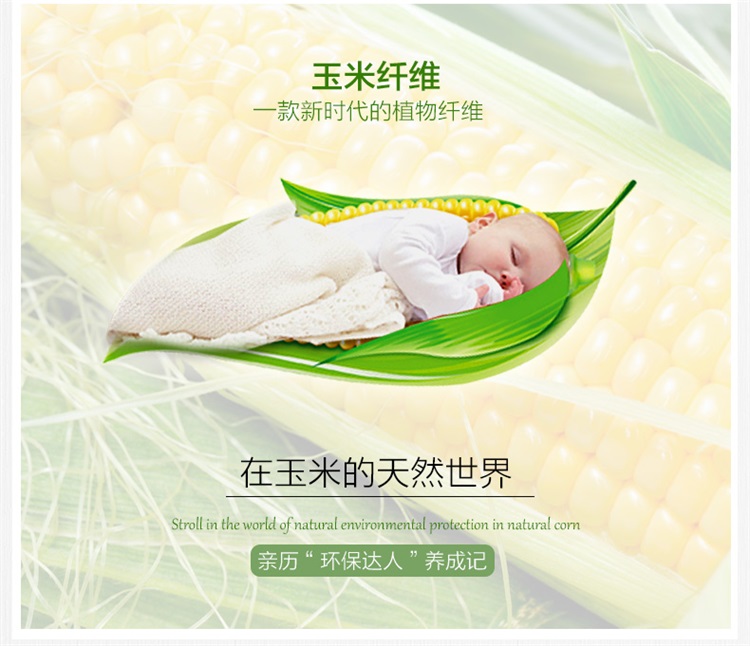 玉米纤维
一款新时代的植物纤维
在玉米的天然世界
Stroll in the world of natural environmental protection in natural corn
亲历“环保达人”养成记